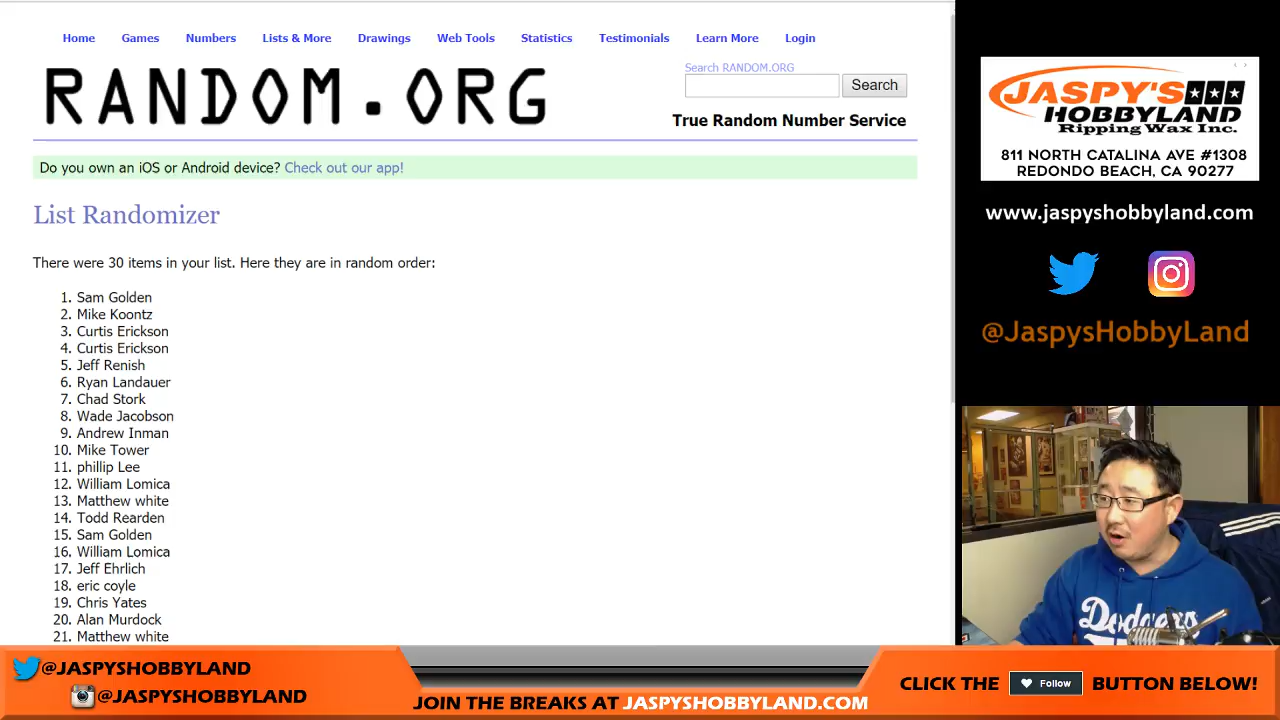 Home Games Numbers Lists & More Drawings Web Tools Statistics Testimonials Learn More Login
RANDOM.ORG
Search RANDOM.ORG
Search
True Random Number Service
Do you own an iOS or Android device? Check out our app!
List Randomizer
There were 30 items in your list. Here they are in random order:
1. Sam Golden
2. Mike Koontz
3. Curtis Erickson
4. Curtis Erickson
5. Jeff Renish
6. Ryan Landauer
7. Chad Stork
8. Wade Jacobson
9. Andrew Inman
10. Mike Tower
11. phillip Lee
12. William Lomica
13. Matthew white
14. Todd Rearden
15. Sam Golden
16. William Lomica
17. Jeff Ehrlich
18. eric coyle
19. Chris Yates
20. Alan Murdock
21. Matthew white
JASPY'S
HOBBYLAND
Ripping Wax Inc.
811 NORTH CATALINA AVE #1308
REDONDO BEACH, CA 90277
www.jaspyshobbyland.com
@JaspysHobbyLand
Dodgers
@JASPYSHOBBYLAND
@JASPYSHOBBYLAND
JOIN THE BREAKS AT JASPYSHOBBYLAND.COM
CLICK THE Follow BUTTON BELOW!